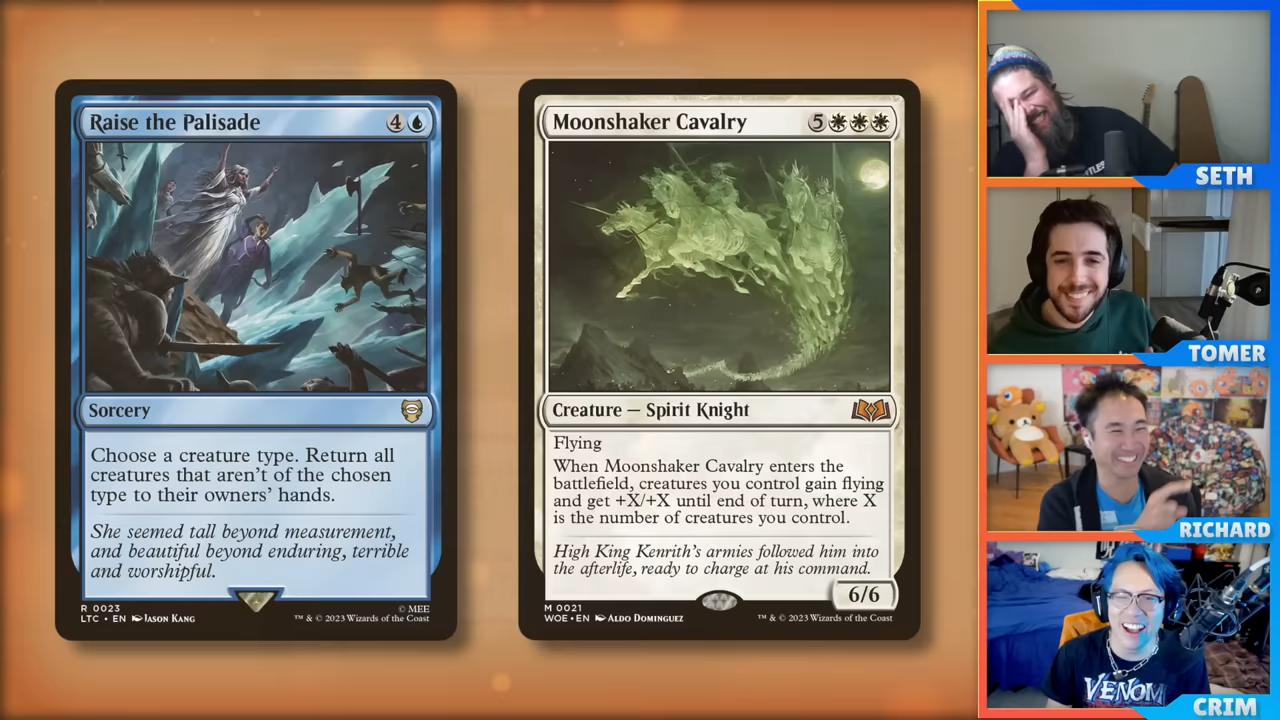 Raise the Palisade 4
Sorcery
Choose a creature type. Return all
creatures that aren't of the chosen
type to their owners' hands.
She seemed tall beyond measurement,
and beautiful beyond enduring, terrible
and worshipful.
R 0023
LTC • EN Jason Kang
© MEE
™ & © 2023 Wizards of the Coast
Moonshaker Cavalry 5
Creature — Spirit Knight
Flying
When Moonshaker Cavalry enters the
battlefield, creatures you control gain flying
and get +X/+X until end of turn, where X
is the number of creatures you control.
High King Kenrith's armies followed him into
the afterlife, ready to charge at his command.
6/6
M 0021
WOE • EN Aldo Dominguez
™ & © 2023 Wizards of the Coast
SETH
TOMER
RICHARD
VENOM
CRIM